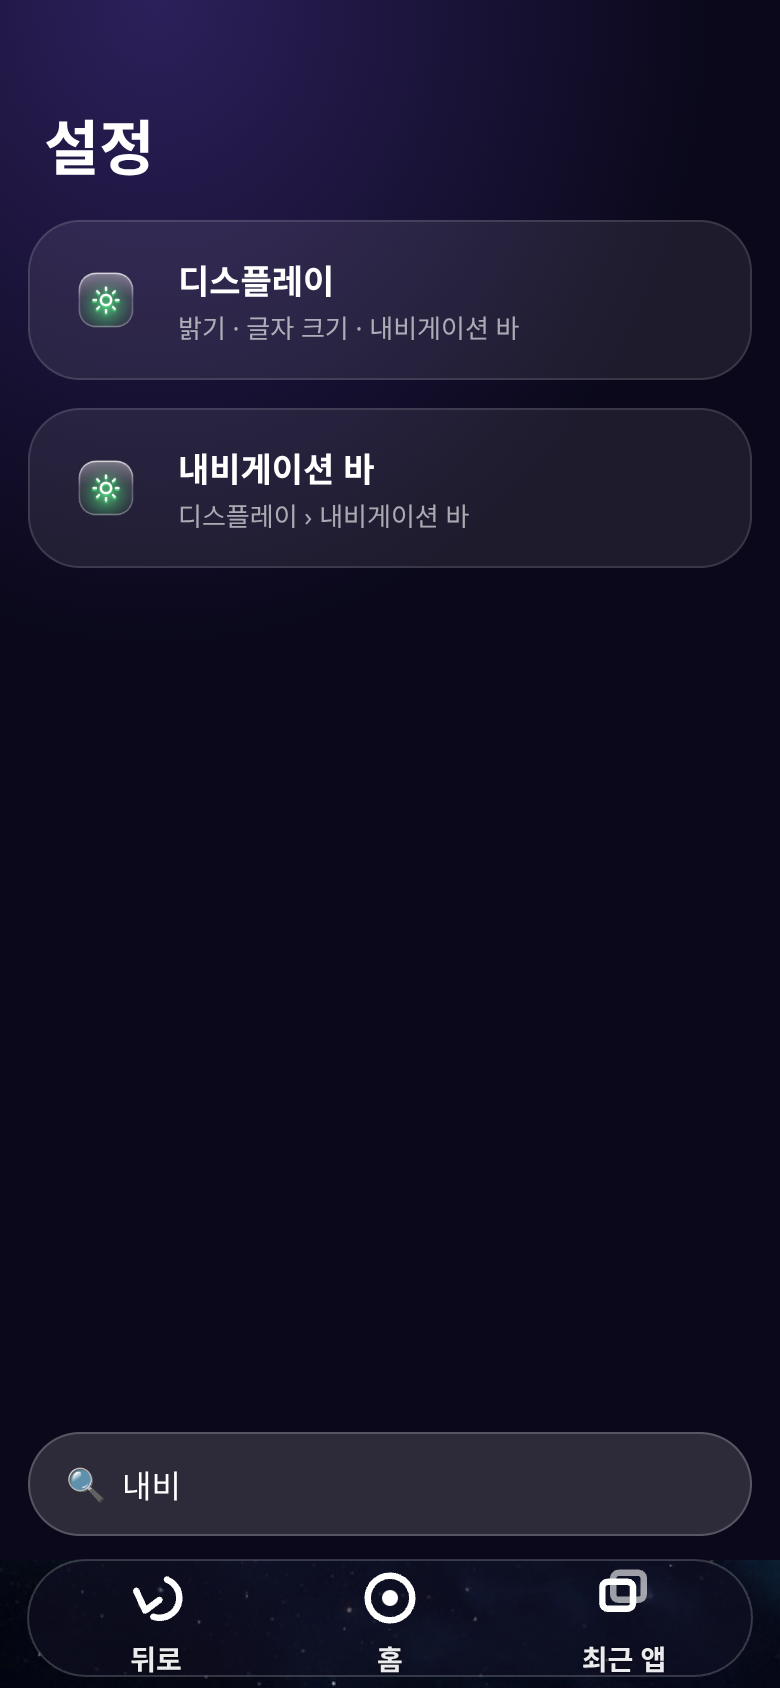 설정
디스플레이
밝기 · 글자 크기 · 내비게이션 바
내비게이션 바
디스플레이 › 내비게이션 바
내비
뒤로
홈
최근 앱